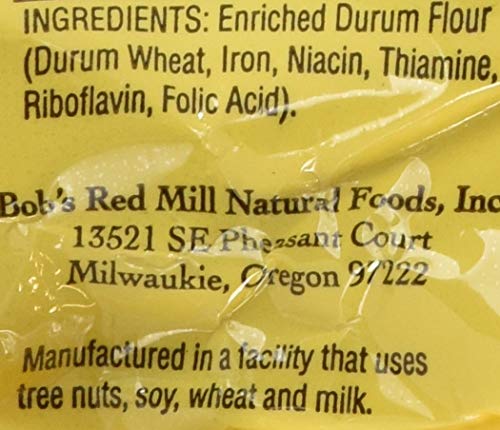 INGREDIENTS: Enriched Durum Flour
(Durum Wheat, Iron, Niacin, Thiamine,
Riboflavin, Folic Acid).
Bob's Red Mill Natural Foods, Inc
13521 SE Pheasant Court
Milwaukie, Oregon 97222
Manufactured in a facility that uses
tree nuts, soy, wheat and milk.